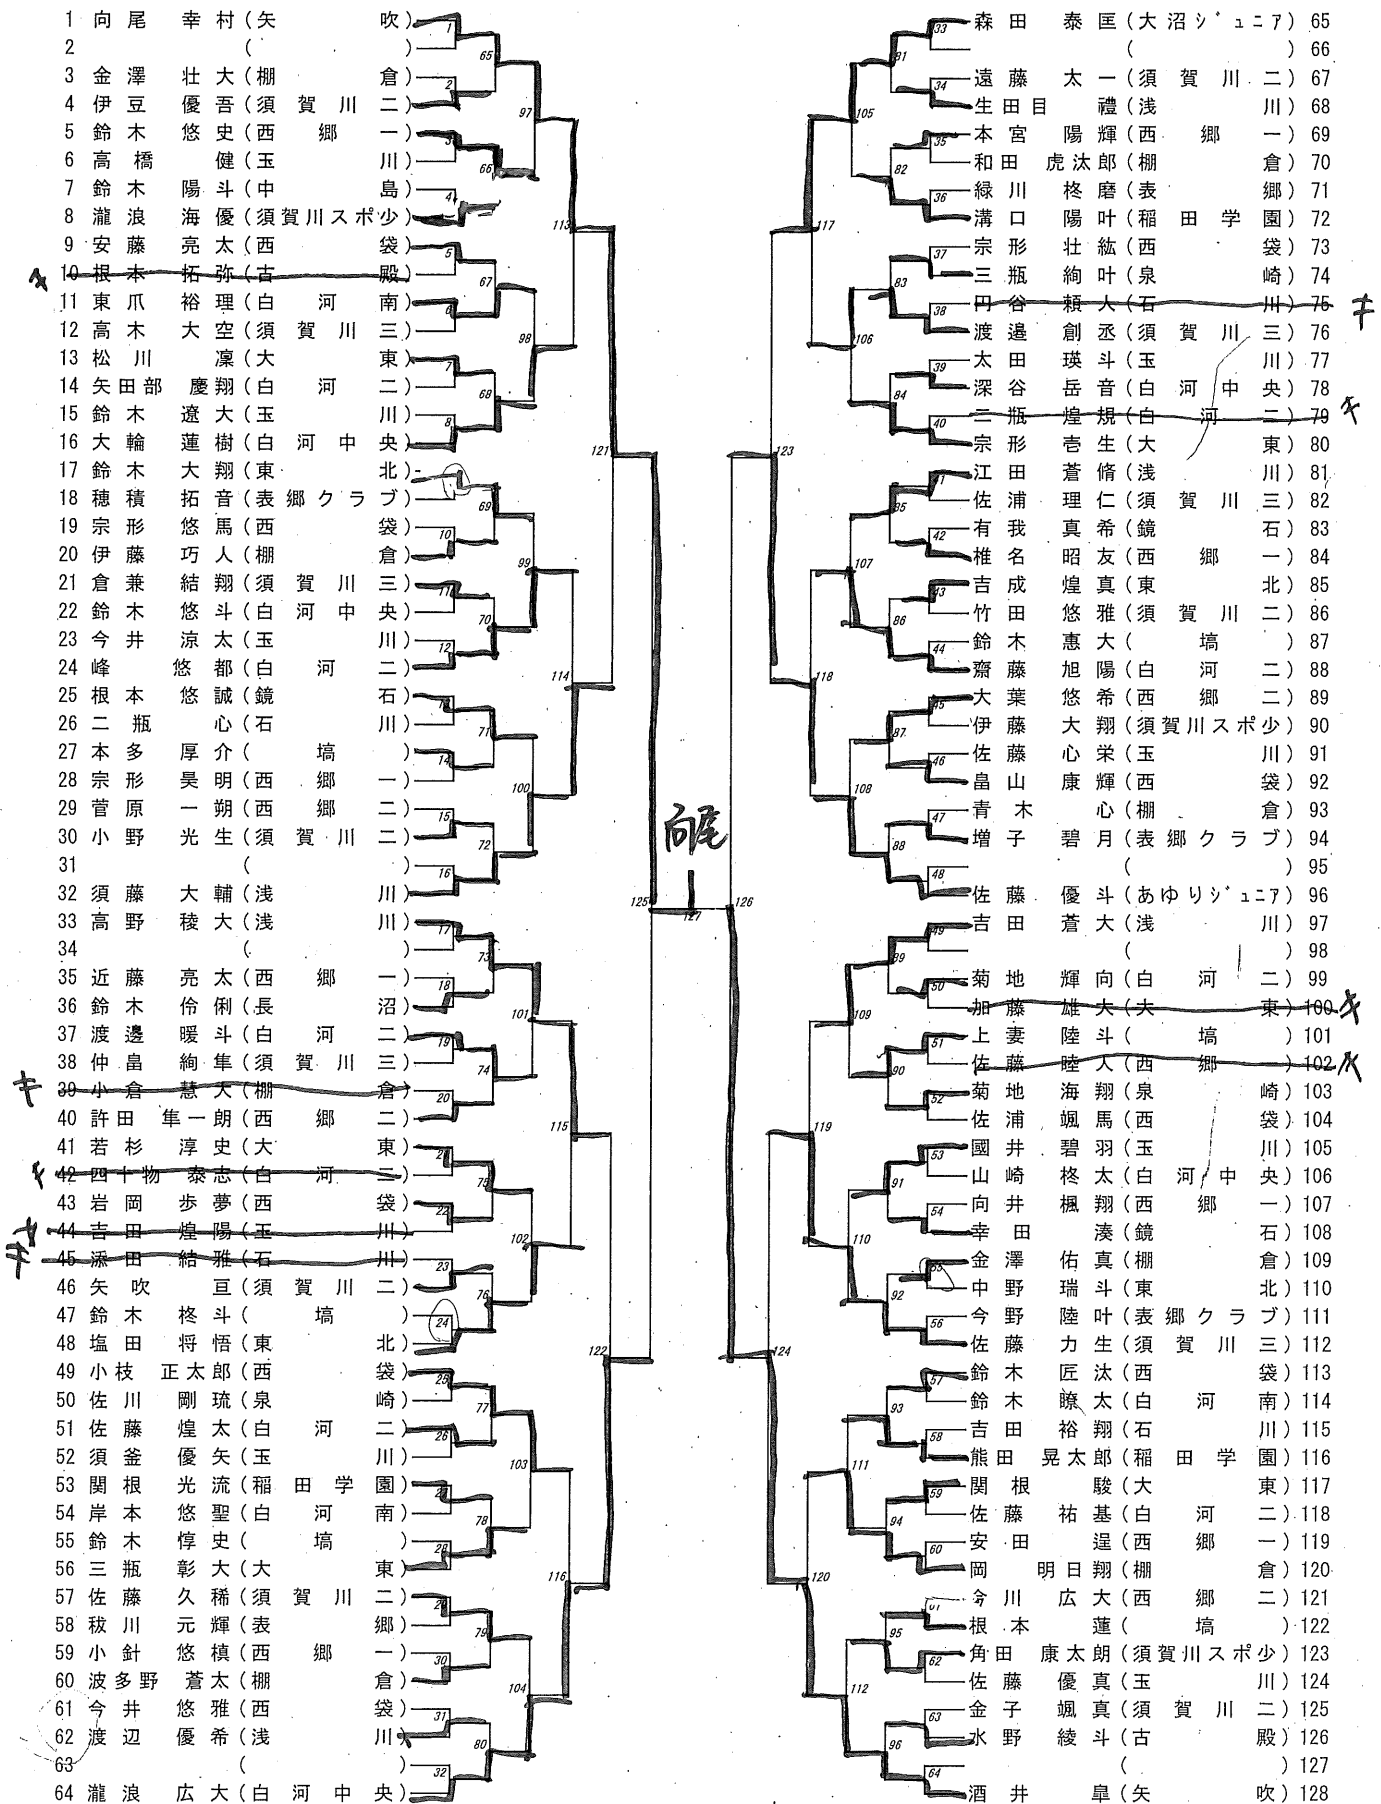 1 向尾 幸村(矢吹)
2 ( )
3 金澤 壮大(棚倉)
4 伊豆 優吾(須賀川二)
5 鈴木 悠史(西郷一)
6 高橋 健(玉川)
7 鈴木 陽斗(中島)
8 瀧浪 海優(須賀川スポ少)
9 安藤 亮太(西袋)
10 根本 拓弥(古殿)
11 東爪 裕理(白河南)
12 高木 大空(須賀川三)
13 松川 凜(大東)
14 矢田部 慶翔(白河二)
15 鈴木 遼大(玉川)
16 大輪 蓮樹(白河中央)
17 鈴木 大翔(東北)
18 穂積 拓音(表郷クラブ)
19 宗形 悠馬(西袋)
20 伊藤 巧人(棚倉)
21 倉兼 結翔(須賀川三)
22 鈴木 悠斗(白河中央)
23 今井 涼太(玉川)
24 峰 悠都(白河二)
25 根本 悠誠(鏡石)
26 二瓶 心(石川)
27 本多 厚介(塙)
28 宗形 昊明(西郷一)
29 菅原 一朔(西郷二)
30 小野 光生(須賀川二)
31 ( )
32 須藤 大輔(浅川)
33 高野 稜大(浅川)
34 ( )
35 近藤 亮太(西郷一)
36 鈴木 伶俐(長沼)
37 渡邊 暖斗(白河二)
38 仲畠 絢隼(須賀川三)
39 小倉 慧大(棚倉)
40 許田 隼一朗(西郷二)
41 若杉 淳史(大東)
42 四十物 泰志(白河二)
43 岩岡 歩夢(西袋)
44 吉田 煌陽(玉川)
45 添田 結雅(石川)
46 矢吹 亘(須賀川二)
47 鈴木 柊斗(塙)
48 塩田 将悟(東北)
49 小枝 正太郎(西袋)
50 佐川 剛琉(泉崎)
51 佐藤 煌太(白河二)
52 須釜 優矢(玉川)
53 関根 光流(稲田学園)
54 岸本 悠聖(白河南)
55 鈴木 惇史(塙)
56 三瓶 彰大(大東)
57 佐藤 久稀(須賀川二)
58 秡川 元輝(表郷)
59 小針 悠槙(西郷一)
60 波多野 蒼太(棚倉)
61 今井 悠雅(西袋)
62 渡辺 優希(浅川)
63 ( )
64 瀧浪 広大(白河中央)
向尾
森田 泰匡(大沼ジュニア) 65
( ) 66
遠藤 太一(須賀川二) 67
生田目 禮(浅川) 68
本宮 陽輝(西郷一) 69
和田 虎汰郎(棚倉) 70
緑川 柊磨(表郷) 71
溝口 陽叶(稲田学園) 72
宗形 壮紘(西袋) 73
三瓶 絢叶(泉崎) 74
円谷 頼人(石川) 75
渡邉 創丞(須賀川三) 76
太田 瑛斗(玉川) 77
深谷 岳音(白河中央) 78
二瓶 煌規(白河二) 79
宗形 壱生(大東) 80
江田 蒼脩(浅川) 81
佐浦 理仁(須賀川三) 82
有我 真希(鏡石) 83
椎名 昭友(西郷一) 84
吉成 煌真(東北) 85
竹田 悠雅(須賀川二) 86
鈴木 惠大(塙) 87
齋藤 旭陽(白河二) 88
大葉 悠希(西郷二) 89
伊藤 大翔(須賀川スポ少) 90
佐藤 心栄(玉川) 91
畠山 康輝(西袋) 92
青木 心(棚倉) 93
増子 碧月(表郷クラブ) 94
( ) 95
佐藤 優斗(あゆりジュニア) 96
吉田 蒼大(浅川) 97
( ) 98
菊地 輝向(白河二) 99
加藤 雄大(大東) 100
上妻 陸斗(塙) 101
佐藤 睦人(西郷) 102
菊地 海翔(泉崎) 103
佐浦 颯馬(西袋) 104
國井 碧羽(玉川) 105
山崎 柊太(白河中央) 106
向井 楓翔(西郷一) 107
幸田 湊(鏡石) 108
金澤 佑真(棚倉) 109
中野 瑞斗(東北) 110
今野 陸叶(表郷クラブ) 111
佐藤 力生(須賀川三) 112
鈴木 匠汰(西袋) 113
鈴木 瞭太(白河南) 114
吉田 裕翔(石川) 115
熊田 晃太郎(稲田学園) 116
関根 駿(大東) 117
佐藤 祐基(白河二) 118
安田 逞(西郷一) 119
岡 明日翔(棚倉) 120
今川 広大(西郷二) 121
根本 蓮(塙) 122
角田 康太朗(須賀川スポ少) 123
佐藤 優真(玉川) 124
金子 颯真(須賀川二) 125
水野 綾斗(古殿) 126
( ) 127
酒井 皐(矢吹) 128